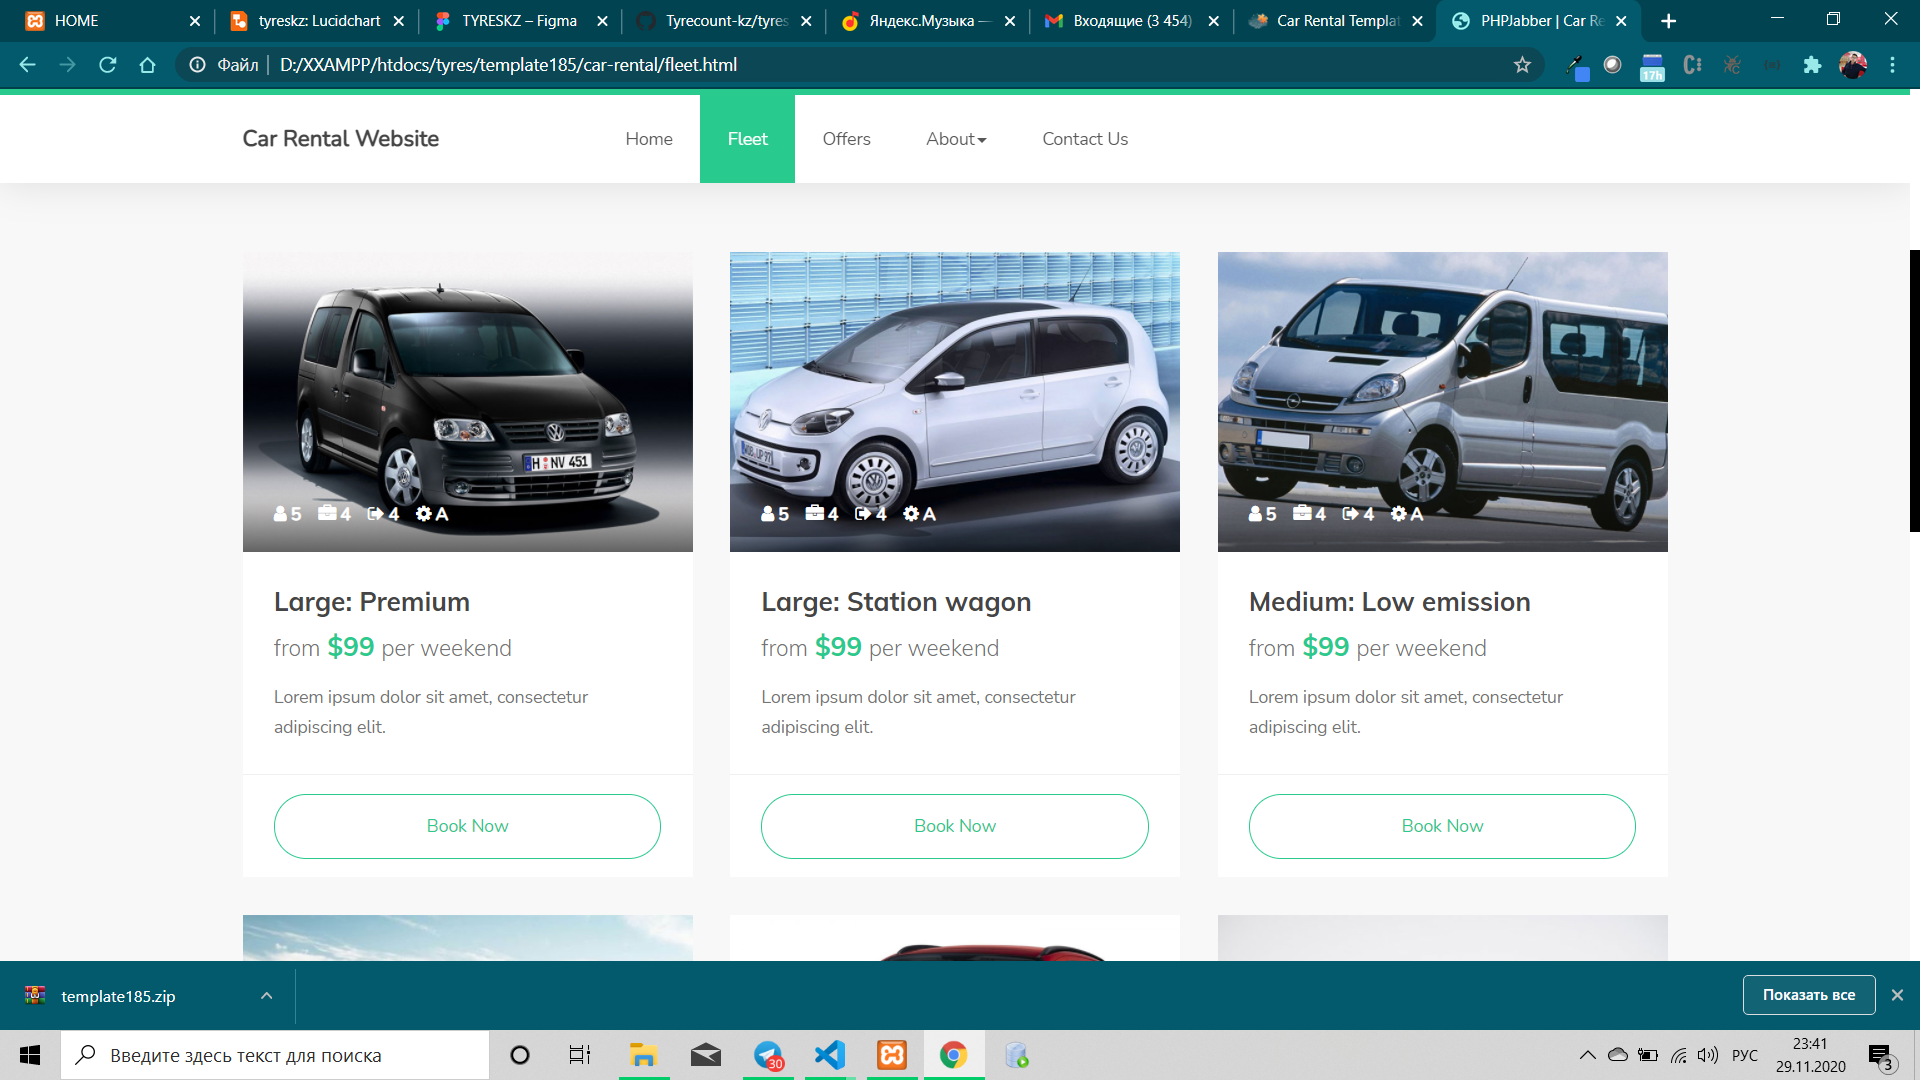 HOME
tyreskz: Lucidchart
TYRESKZ – Figma
Tyrecount-kz/tyres
Яндекс.Музыка —
Входящие (3 454)
Car Rental Templat
PHPJabber | Car Re
Файл
D:/XXAMPP/htdocs/tyres/template185/car-rental/fleet.html
17h
Car Rental Website
Home
Fleet
Offers
About
Contact Us
H NV 451
5 4 4 A
5 4 4 A
5 4 4 A
Large: Premium
from $99 per weekend
Lorem ipsum dolor sit amet, consectetur
adipiscing elit.
Book Now
Large: Station wagon
from $99 per weekend
Lorem ipsum dolor sit amet, consectetur
adipiscing elit.
Book Now
Medium: Low emission
from $99 per weekend
Lorem ipsum dolor sit amet, consectetur
adipiscing elit.
Book Now
template185.zip
Показать все
Введите здесь текст для поиска
30
РУС
23:41
29.11.2020
3